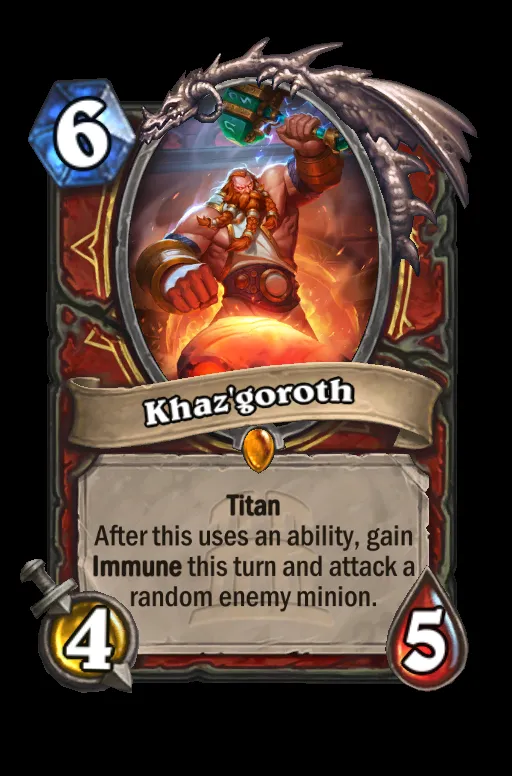 6
Khaz'goroth
Titan
After this uses an ability, gain
Immune this turn and attack a
random enemy minion.
4
5